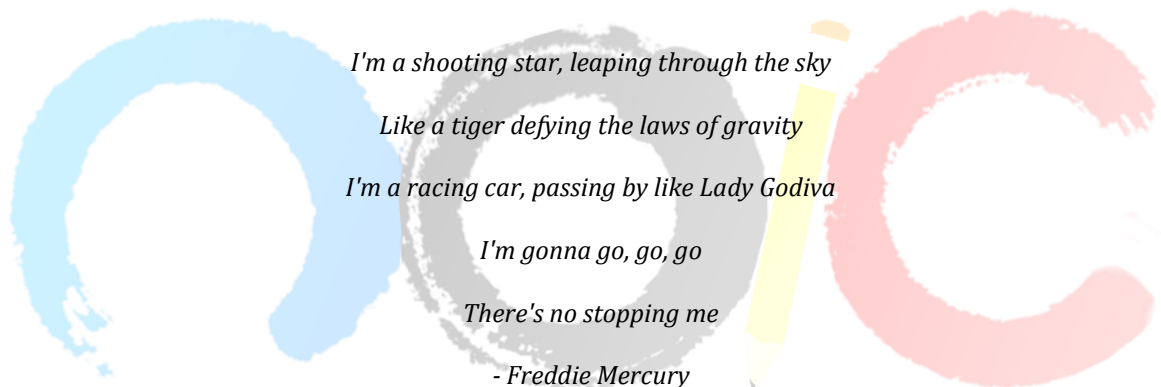 I'm a shooting star, leaping through the sky
Like a tiger defying the laws of gravity
I'm a racing car, passing by like Lady Godiva
I'm gonna go, go, go
There's no stopping me
- Freddie Mercury